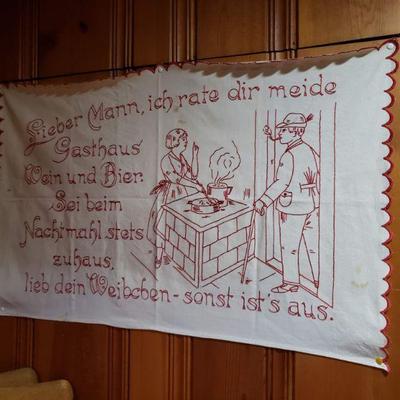 Lieber Mann, ich rate dir meide
Gasthaus
Wein und Bier.
Sei beim
Nachtmahl stets
zuhaus,
lieb dein Weibchen - sonst ist's aus.